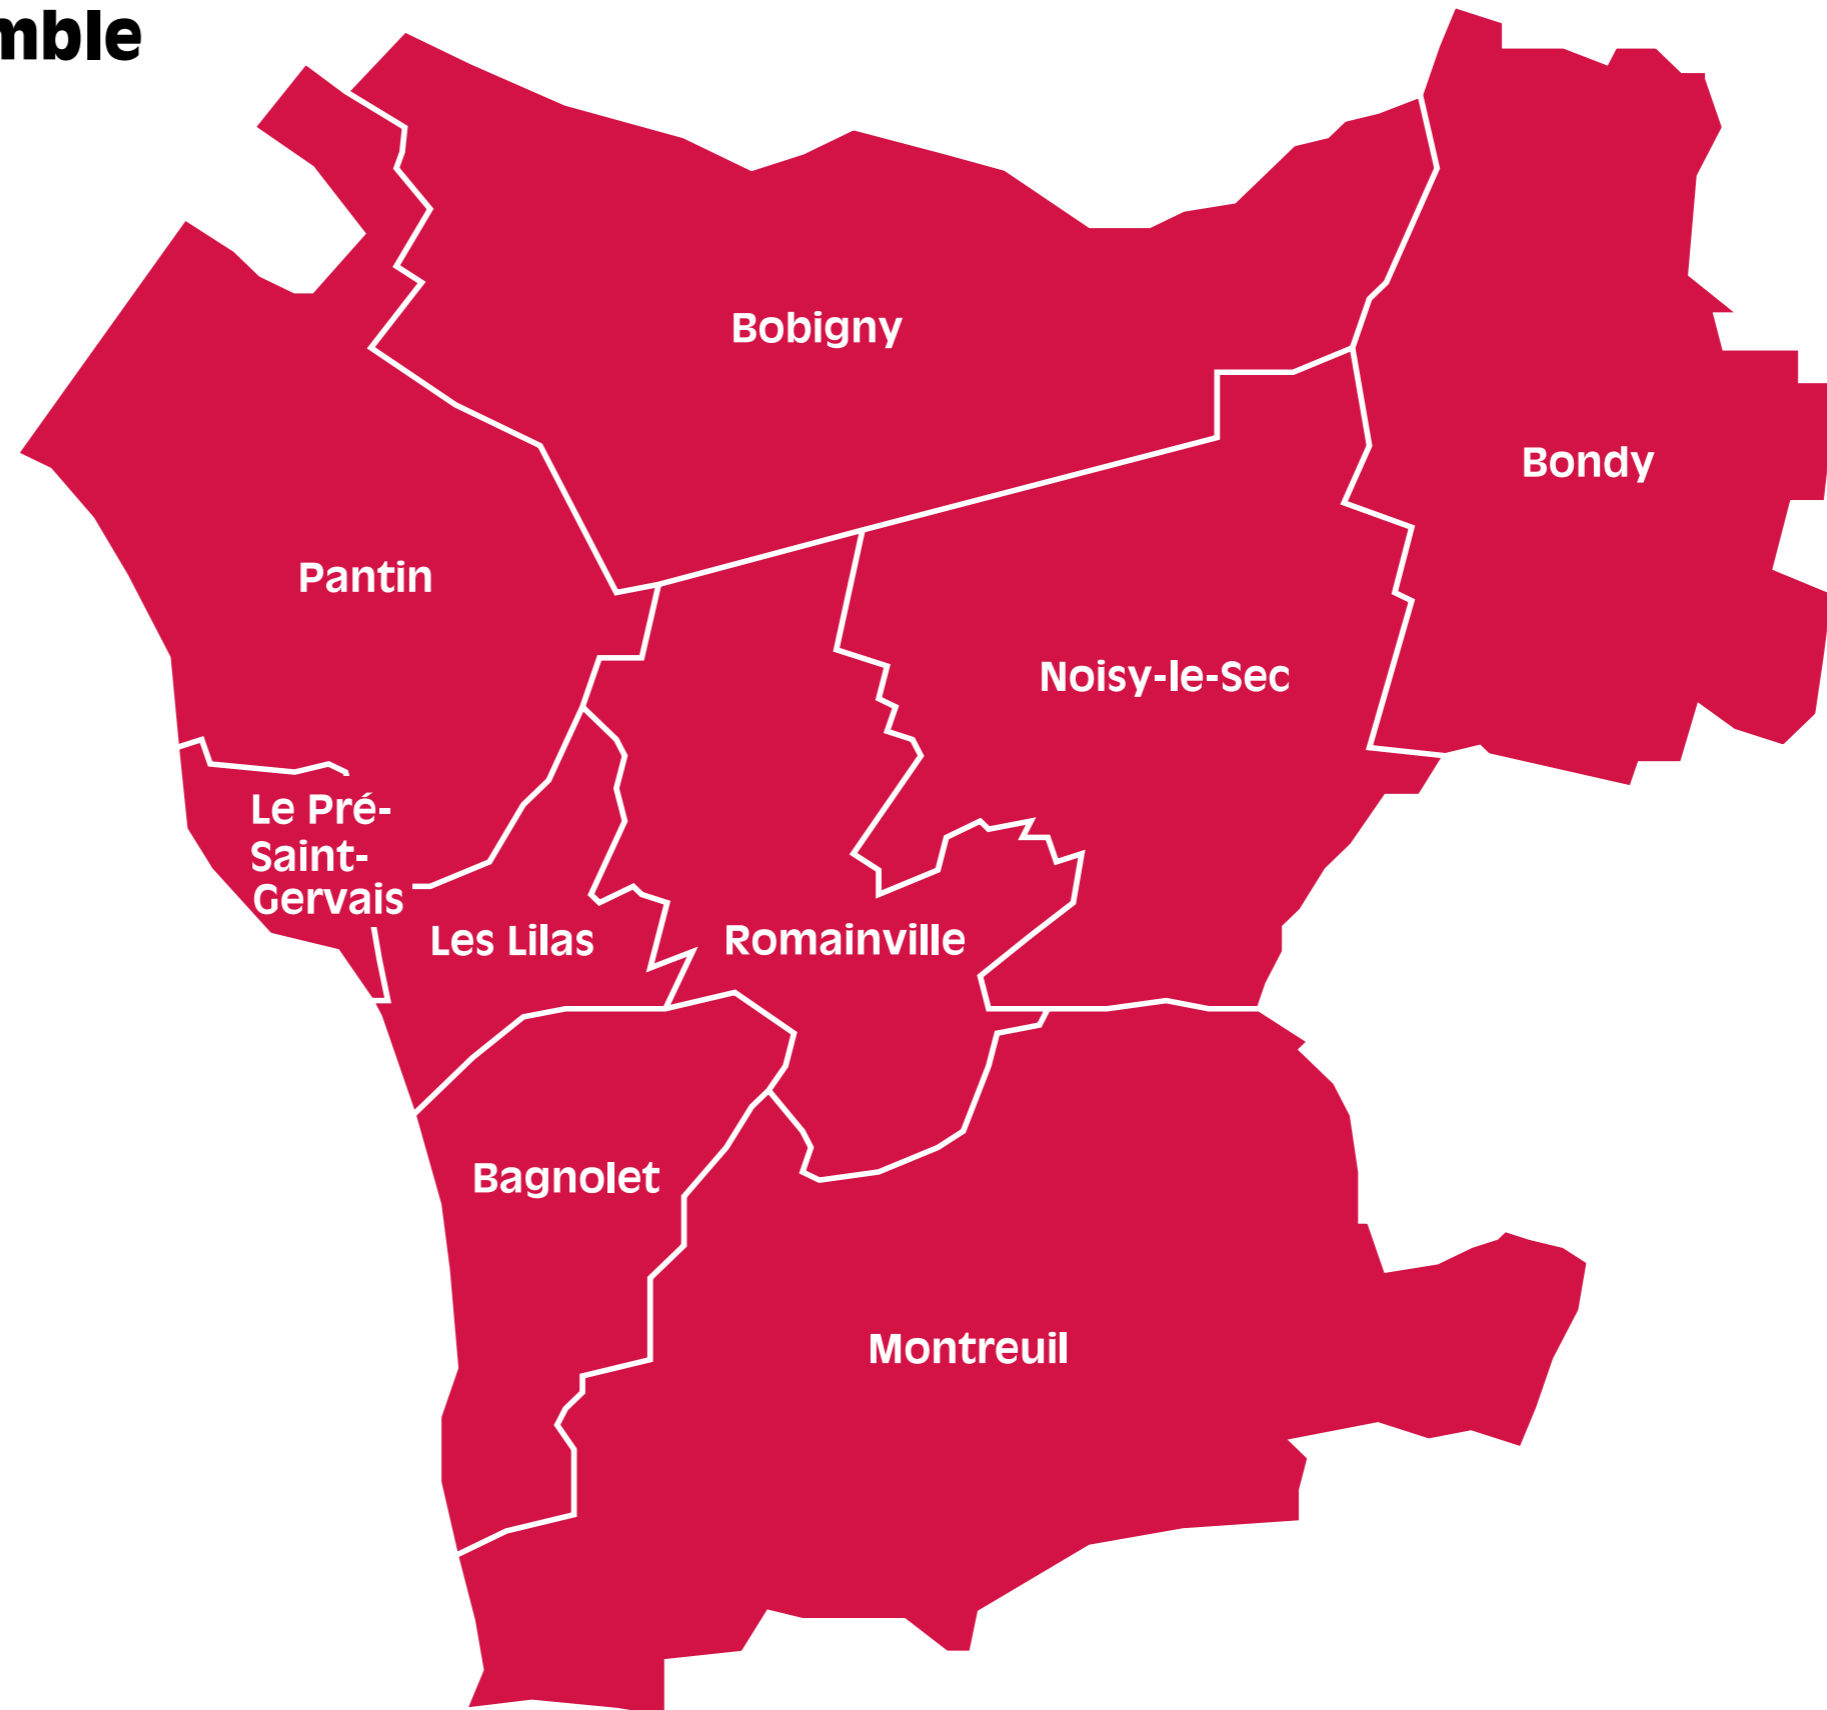 mble
Bobigny
Bondy
Pantin
Noisy-le-Sec
Le Pré-
Saint-
Gervais
Les Lilas
Romainville
Bagnolet
Montreuil